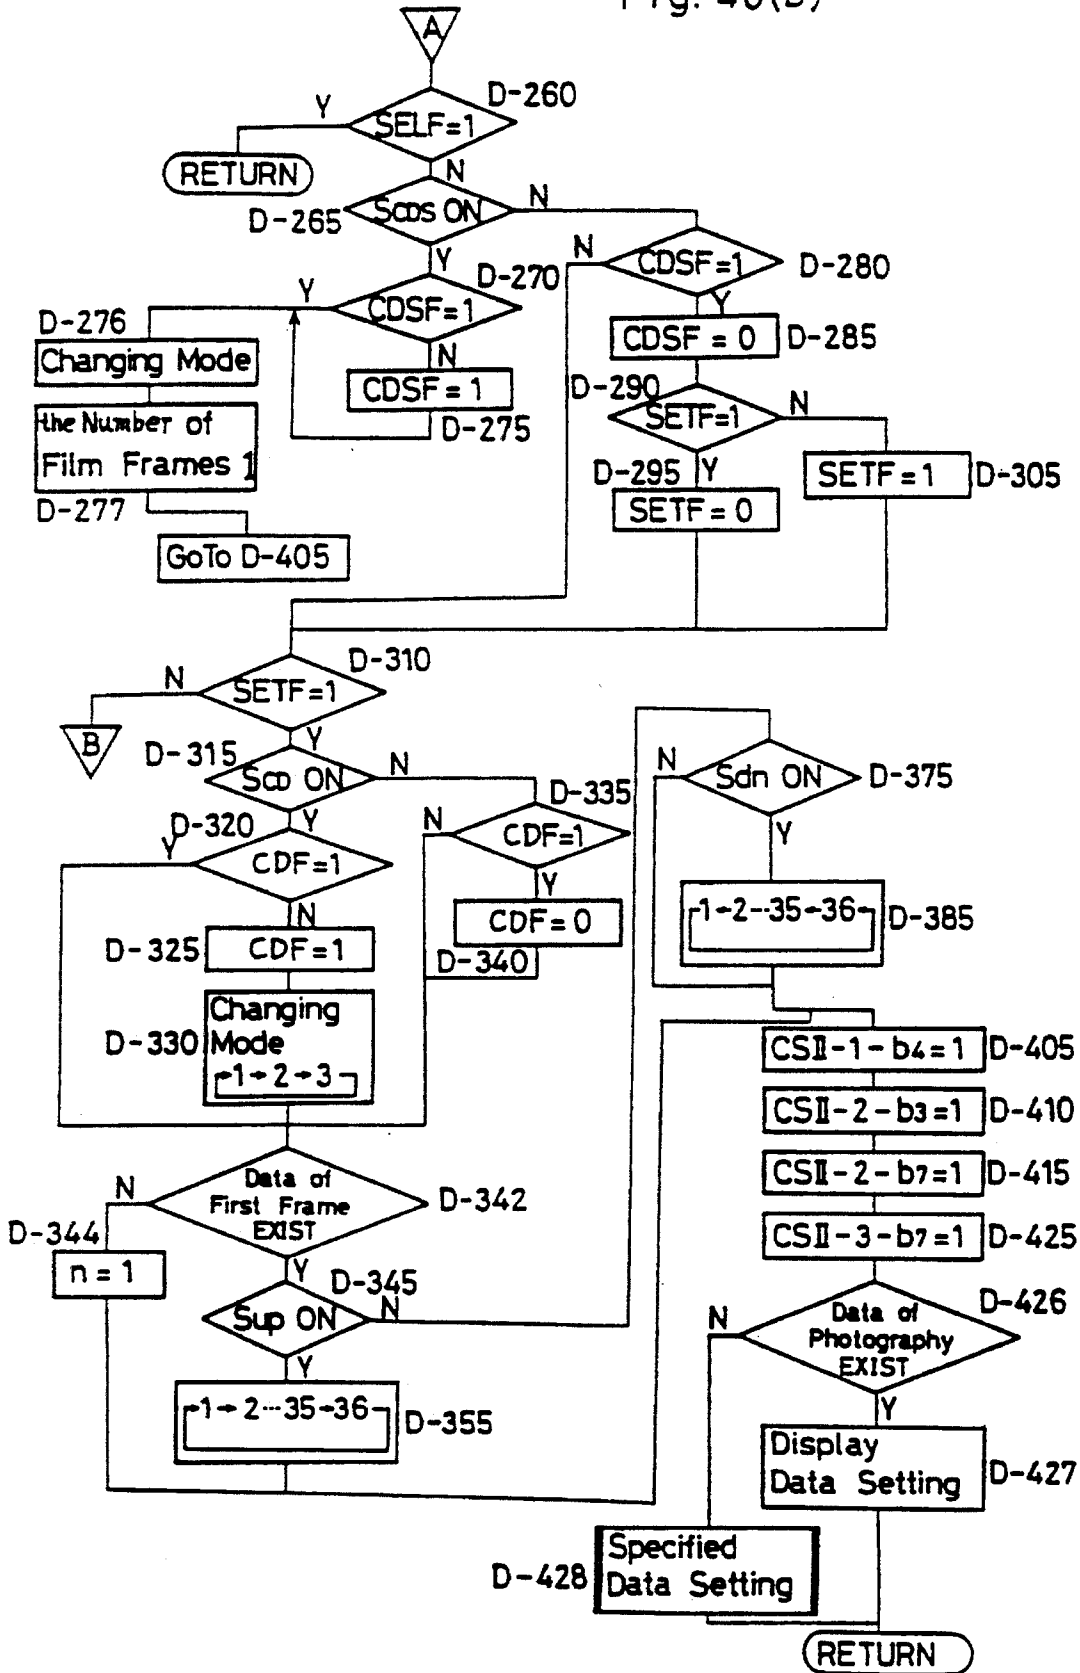 Fig. 40(B)
A
D-260
Y
SELF=1
RETURN
N
D-265
SCDS ON
N
Y
D-270
N
CDSF=1
D-280
Y
CDSF=1
Y
D-276
Changing Mode
N
CDSF = 0
D-285
CDSF = 1
D-290
the Number of
Film Frames 1
D-275
SETF=1
N
D-277
D-295
Y
SETF = 1
D-305
SETF = 0
GoTo D-405
D-310
N
SETF=1
B
Y
D-315
SCD ON
N
D-335
N
Sdn ON
D-375
D-320
Y
Y
CDF=1
N
CDF=1
Y
Y
N
CDF = 0
1-2--35-36
D-385
D-325
CDF=1
D-340
Changing
Mode
D-330
1→2→3
CSII-1-b4=1
D-405
CSII-2-b3=1
D-410
N
Data of
First Frame
EXIST
D-342
CSII-2-b7=1
D-415
D-344
CSII-3-b7=1
D-425
n = 1
Y
D-345
Sup ON
N
D-426
N
Data of
Photography
EXIST
Y
1→2···35→36
D-355
Y
Display
Data Setting
D-427
Specified
Data Setting
D-428
RETURN